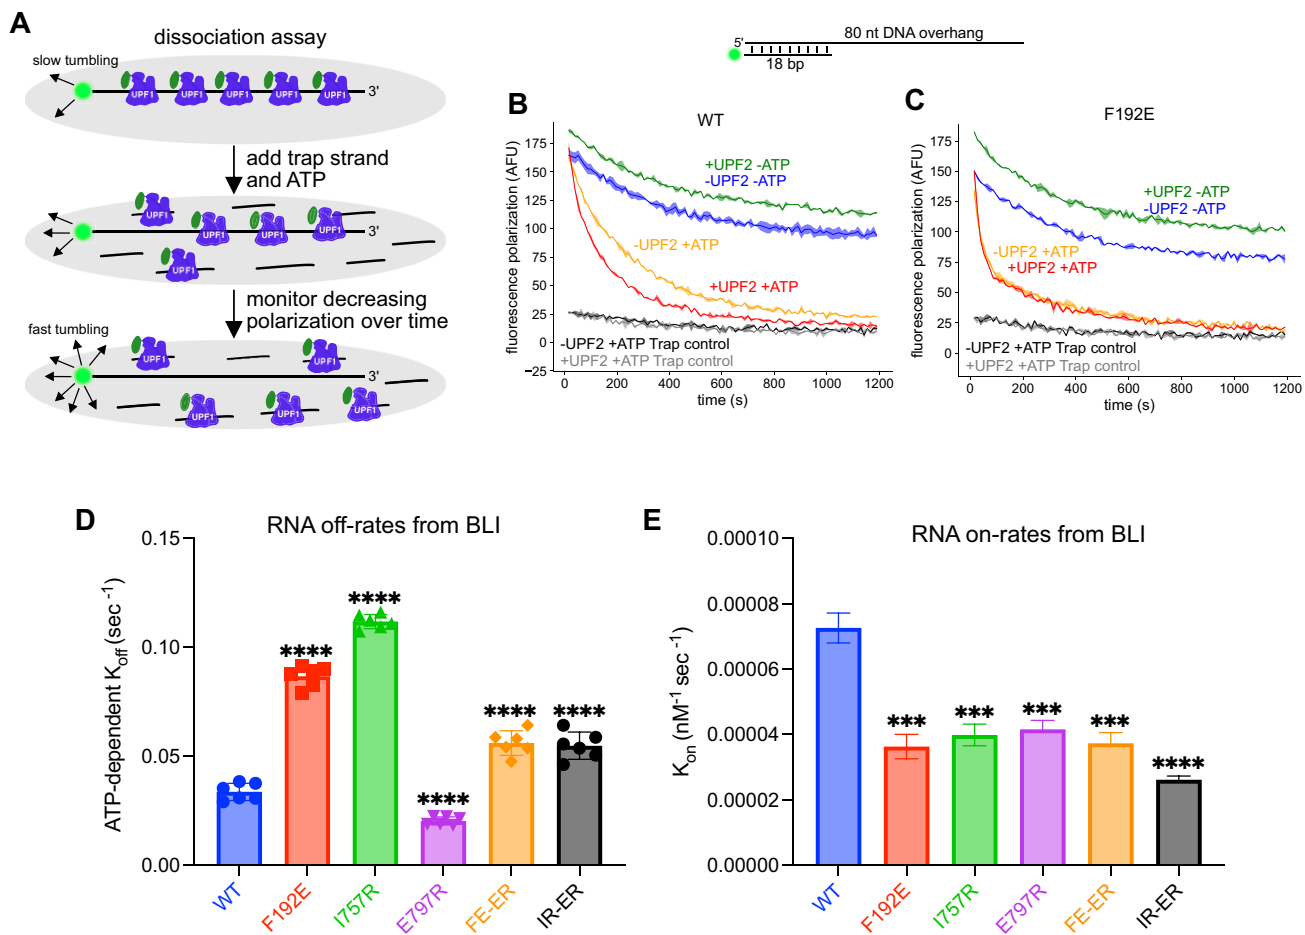 A
dissociation assay
slow tumbling
UPF1 UPF1 UPF1 UPF1 UPF1
3'
add trap strand
and ATP
UPF1
UPF1 UPF1 UPF1
3'
UPF1
monitor decreasing
polarization over time
fast tumbling
UPF1 UPF1
3'
UPF1 UPF1 UPF1
5' 80 nt DNA overhang
18 bp
B
WT
fluorescence polarization (AFU)
175
150
125
100
75
50
25
0
−25
+UPF2 -ATP
-UPF2 -ATP
-UPF2 +ATP
+UPF2 +ATP
-UPF2 +ATP Trap control
+UPF2 +ATP Trap control
0 200 400 600 800 1000 1200
time (s)
C
F192E
fluorescence polarization (AFU)
175
150
125
100
75
50
25
0
+UPF2 -ATP
-UPF2 -ATP
-UPF2 +ATP
+UPF2 +ATP
-UPF2 +ATP Trap control
+UPF2 +ATP Trap control
0 200 400 600 800 1000 1200
time (s)
D
RNA off-rates from BLI
ATP-dependent Koff (sec-1)
0.15
0.10
0.05
0.00
****
****
****
****
****
WT F192E I757R E797R FE-ER IR-ER
E
RNA on-rates from BLI
Kon (nM-1 sec-1)
0.00010
0.00008
0.00006
0.00004
0.00002
0.00000
***
***
***
***
****
WT F192E I757R E797R FE-ER IR-ER